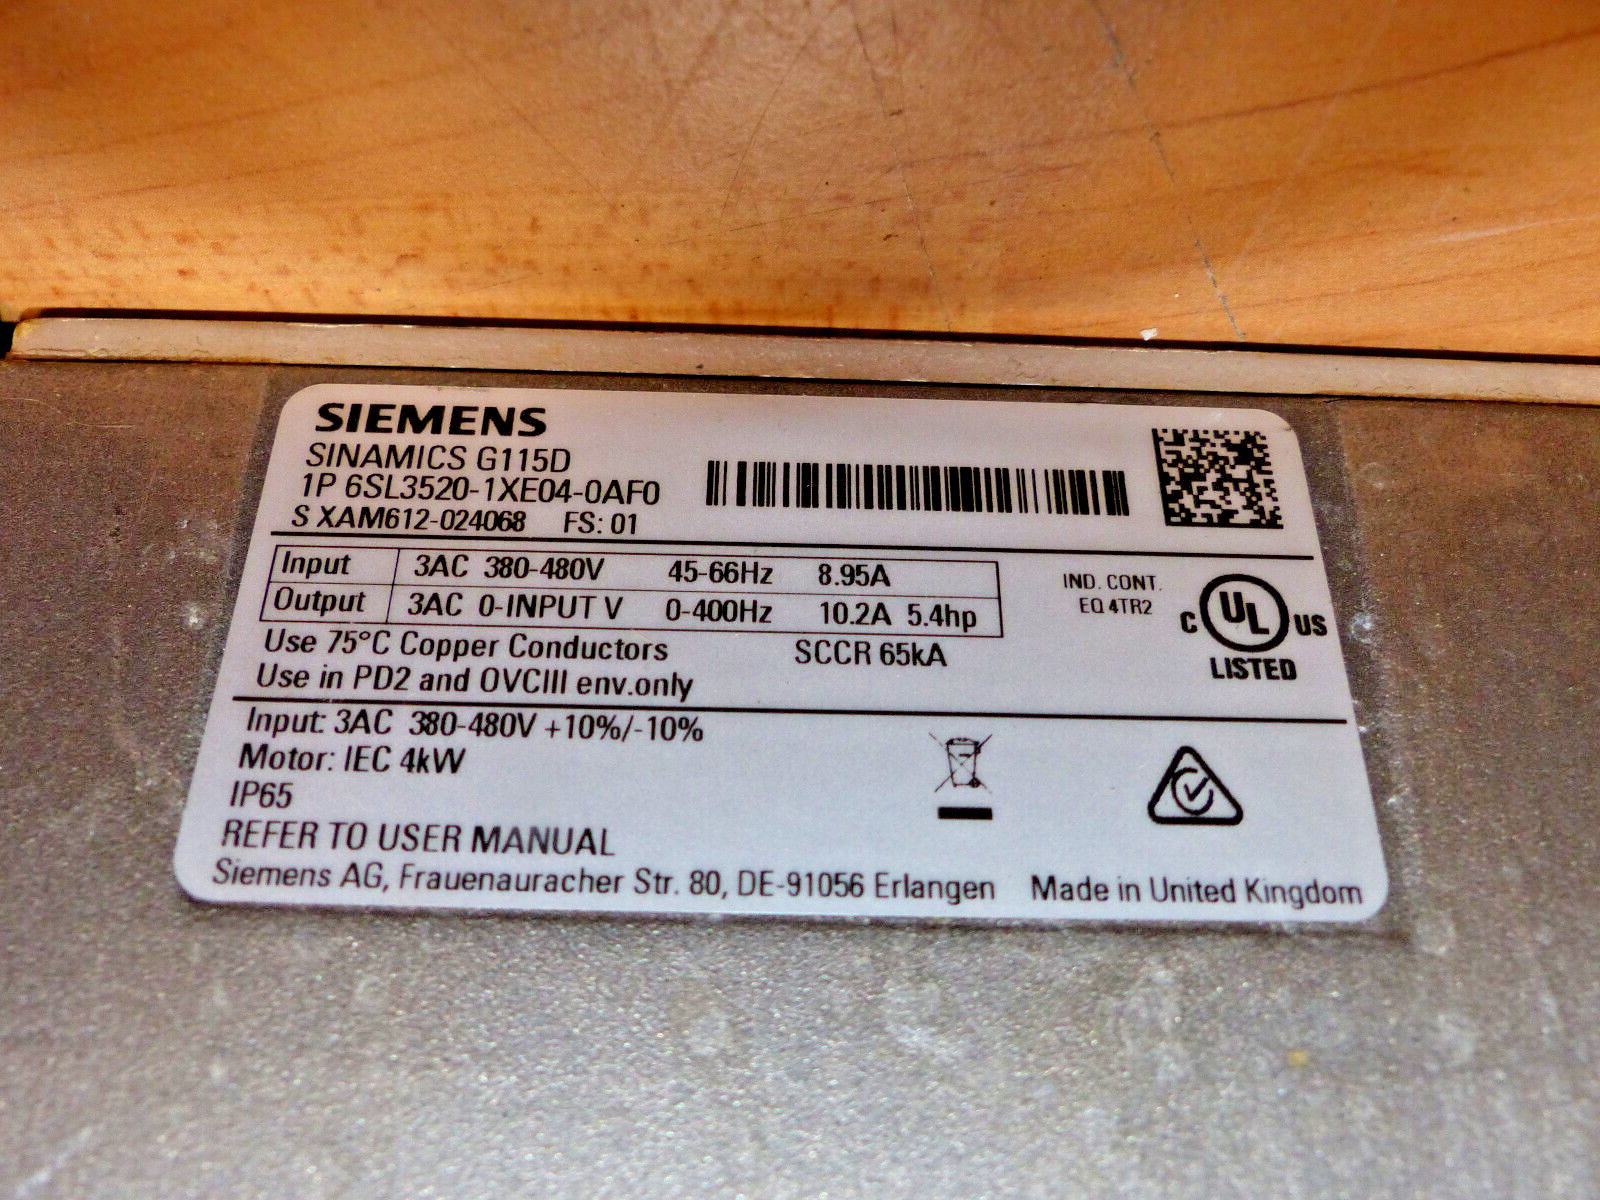 SIEMENS
SINAMICS G115D
1P 6SL3520-1XE04-0AF0
S XAM612-024068 FS: 01
Input 3AC 380-480V 45-66Hz 8.95A
Output 3AC 0-INPUT V 0-400Hz 10.2A 5.4hp
Use 75°C Copper Conductors SCCR 65kA
Use in PD2 and OVCIII env.only
IND. CONT.
EQ 4TR2
C UL US
LISTED
Input: 3AC 380-480V +10%/-10%
Motor: IEC 4kW
IP65
REFER TO USER MANUAL
Siemens AG, Frauenauracher Str. 80, DE-91056 Erlangen Made in United Kingdom